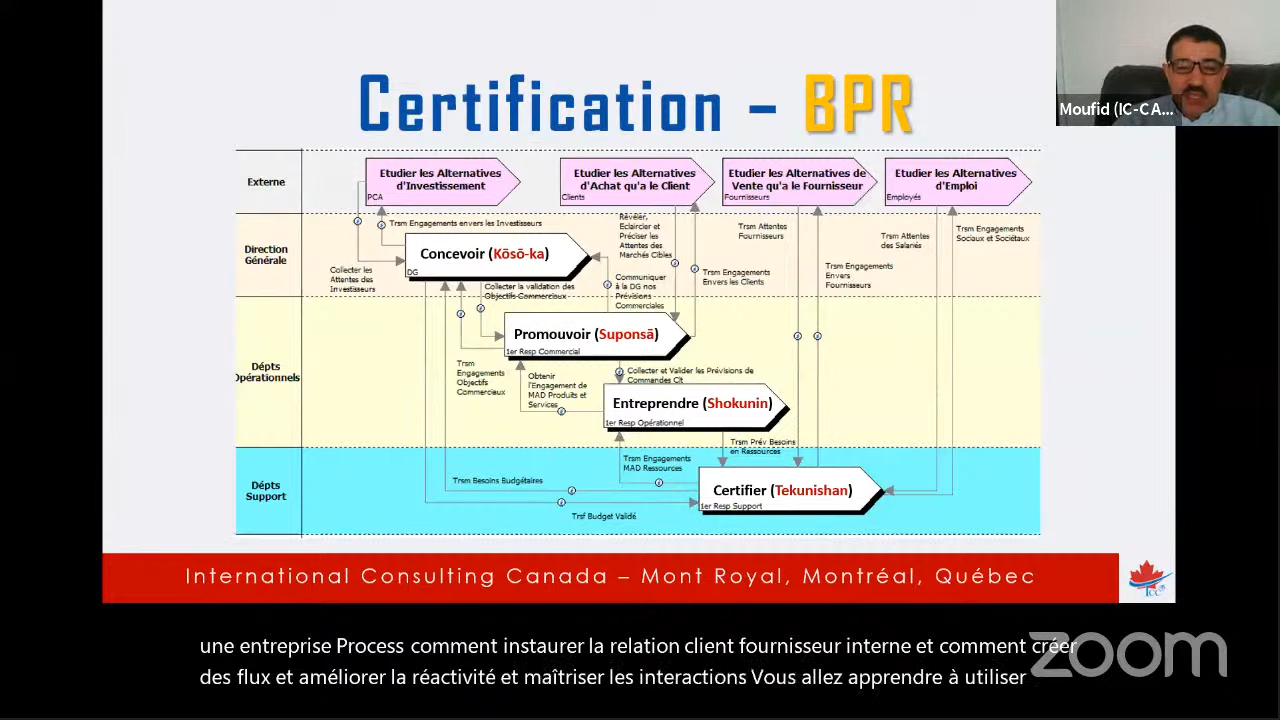 Certification – BPR
Moufid (IC-CA...
Externe
Etudier les Alternatives
d'Investissement
PCA
Etudier les Alternatives
d'Achat qu'a le Client
Clients
Etudier les Alternatives de
Vente qu'a le Fournisseur
Fournisseurs
Etudier les Alternatives
d'Emploi
Employés
Direction
Générale
Trsm Engagements envers les Investisseurs
Concevoir (Kōsō-ka)
DG
Collecter les
Attentes des
Investisseurs
Révéler,
Eclaircir et
Préciser les
Attentes des
Marchés Cibles
Trsm Attentes
Fournisseurs
Trsm Attentes
des Salariés
Trsm Engagements
Sociaux et Sociétaux
Collecter la validation des
Objectifs Commerciaux
Communiquer
à la DG nos
Prévisions
Commerciales
Trsm Engagements
Envers les Clients
Trsm Engagements
Envers
Fournisseurs
Dépts
Opérationnels
Promouvoir (Suponsā)
1er Resp Commercial
Trsm
Engagements
Objectifs
Commerciaux
Obtenir
l'Engagement de
MAD Produits et
Services
Collecter et Valider les Prévisions de
Commandes Clt
Entreprendre (Shokunin)
1er Resp Opérationnel
Trsm Prév Besoins
en Ressources
Dépts
Support
Trsm Engagements
MAD Ressources
Trsm Besoins Budgétaires
Certifier (Tekunishan)
1er Resp Support
Trsf Budget Validé
International Consulting Canada – Mont Royal, Montréal, Québec
ICC
une entreprise Process comment instaurer la relation client fournisseur interne et comment créer
des flux et améliorer la réactivité et maîtriser les interactions Vous allez apprendre à utiliser
zoom